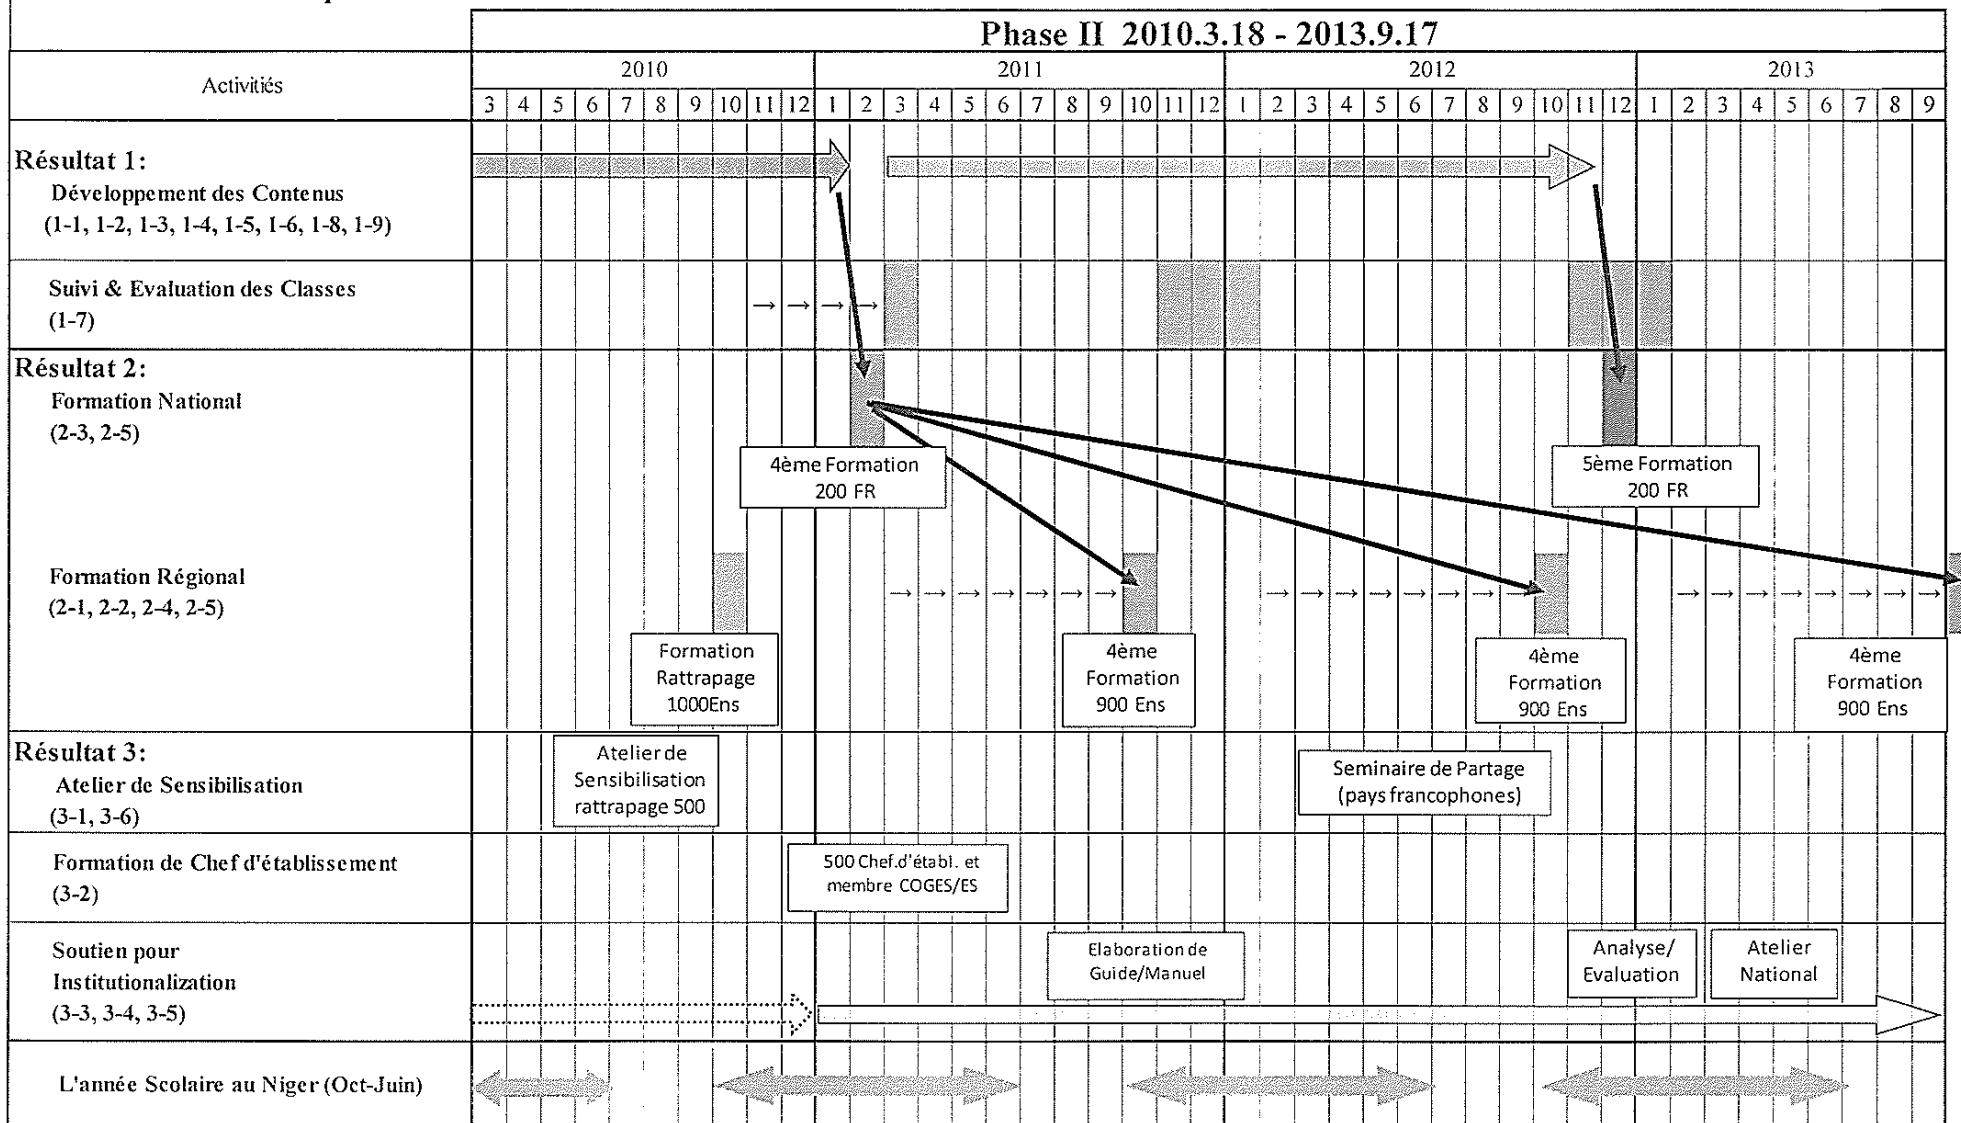 Phase II 2010.3.18 - 2013.9.17
Activitiés
2010 2011 2012 2013
3 4 5 6 7 8 9 10 11 12 1 2 3 4 5 6 7 8 9 10 11 12 1 2 3 4 5 6 7 8 9 10 11 12 1 2 3 4 5 6 7 8 9
Résultat 1:
Développement des Contenus
(1-1, 1-2, 1-3, 1-4, 1-5, 1-6, 1-8, 1-9)
Suivi & Evaluation des Classes
(1-7)
Résultat 2:
Formation National
(2-3, 2-5)
4ème Formation
200 FR
5ème Formation
200 FR
Formation Régional
(2-1, 2-2, 2-4, 2-5)
Formation
Rattrapage
1000Ens
4ème
Formation
900 Ens
4ème
Formation
900 Ens
4ème
Formation
900 Ens
Résultat 3:
Atelier de Sensibilisation
(3-1, 3-6)
Atelier de
Sensibilisation
rattrapage 500
Seminaire de Partage
(pays francophones)
Formation de Chef d'établissement
(3-2)
500 Chef.d'établ. et
membre COGES/ES
Soutien pour
Institutionalization
(3-3, 3-4, 3-5)
Elaboration de
Guide/Manuel
Analyse/
Evaluation
Atelier
National
L'année Scolaire au Niger (Oct-Juin)